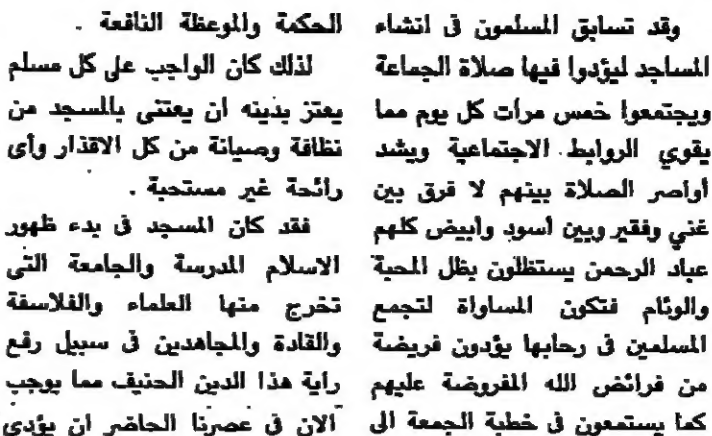 وقد تسابق المسلمون فى انشاء
المساجد ليؤدوا فيها صلاة الجماعة
ويجتمعوا خمس مرات كل يوم مما
يقوي الروابط الاجتماعية ويشد
أواصر الصلاة بينهم لا فرق بين
غني وفقير وبين اسود وابيض كلهم
عباد الرحمن يستظلون بظل المحبة
والوئام فتكون المساواة لتجمع
المسلمين فى رحابها يؤدون فريضة
من فرائض الله المفروضة عليهم
كما يستمعون فى خطبة الجمعة الى
الحكمة والموعظة النافعة .
لذلك كان الواجب على كل مسلم
يعتز بدينه ان يعتنى بالمسجد من
نظافة وصيانة من كل الاقذار وأى
رائحة غير مستحبة .
فقد كان المسجد فى بدء ظهور
الاسلام المدرسة والجامعة التى
تخرج منها العلماء والفلاسفة
والقادة والمجاهدين فى سبيل رفع
راية هذا الدين الحنيف مما يوجب
الان فى عصرنا الحاضر ان يؤدى